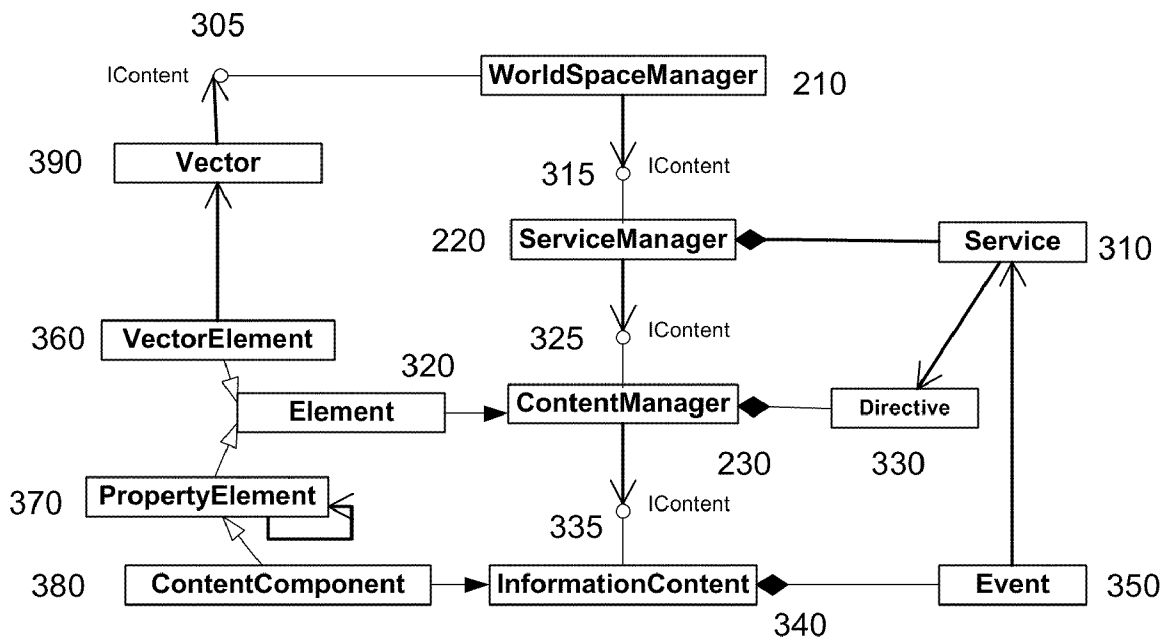 305
IContent
WorldSpaceManager
210
390
Vector
315
IContent
220
ServiceManager
Service
310
360
VectorElement
325
IContent
320
Element
ContentManager
Directive
230
330
370
PropertyElement
335
IContent
380
ContentComponent
InformationContent
Event
350
340